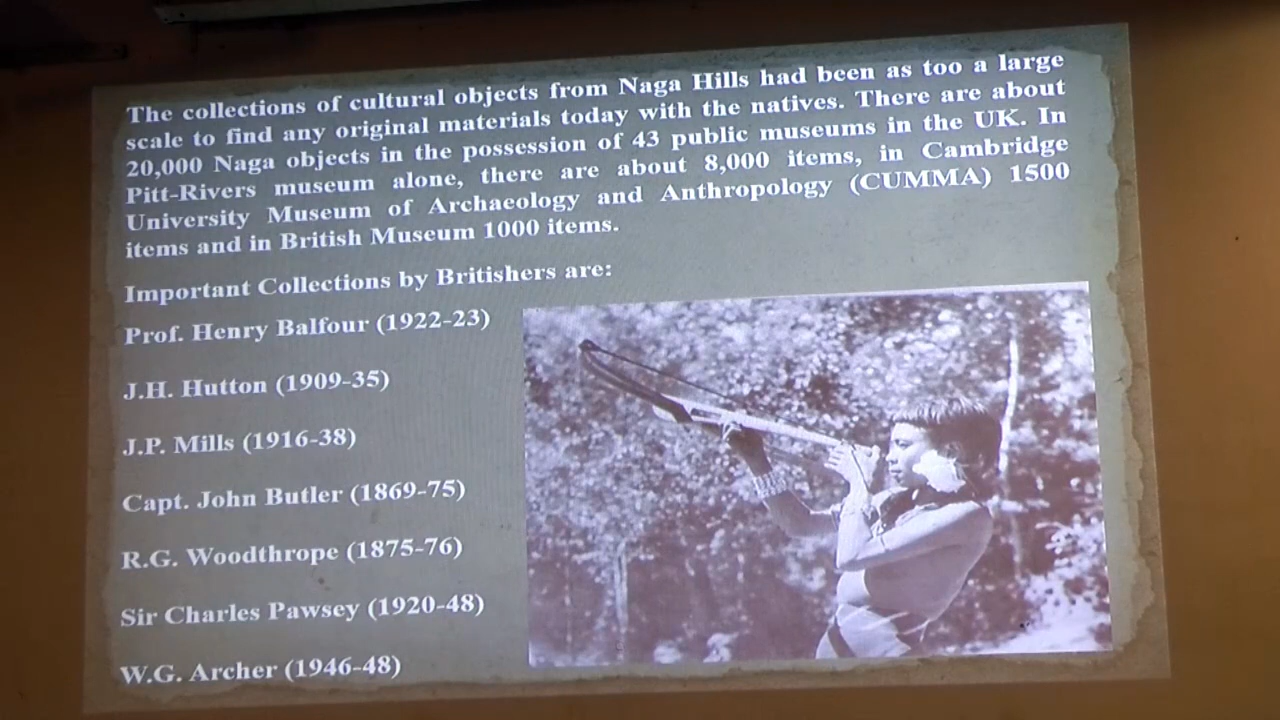 The collections of cultural objects from Naga Hills had been as too a large
scale to find any original materials today with the natives. There are about
20,000 Naga objects in the possession of 43 public museums in the UK. In
Pitt-Rivers museum alone, there are about 8,000 items, in Cambridge
University Museum of Archaeology and Anthropology (CUMMA) 1500
items and in British Museum 1000 items.
Important Collections by Britishers are:
Prof. Henry Balfour (1922-23)
J.H. Hutton (1909-35)
J.P. Mills (1916-38)
Capt. John Butler (1869-75)
R.G. Woodthrope (1875-76)
Sir Charles Pawsey (1920-48)
W.G. Archer (1946-48)